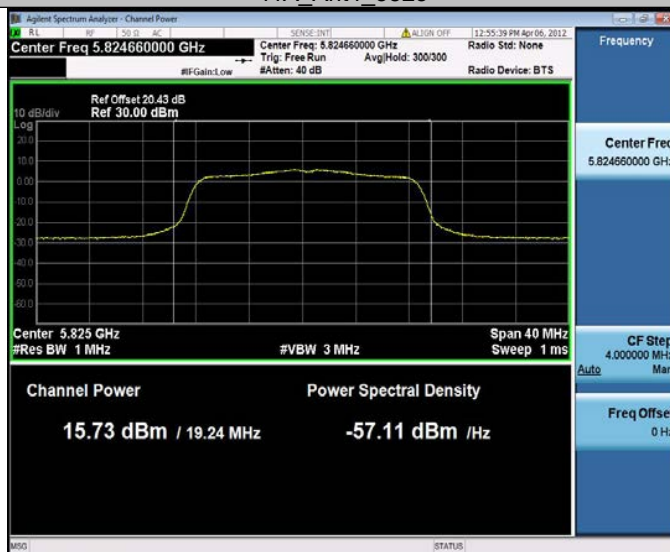 Agilent Spectrum Analyzer - Channel Power
RL RF 50 Ω AC SENSE:INT ALIGN OFF 12:55:39 PM Apr 06, 2012
Center Freq 5.824660000 GHz
Center Freq: 5.824660000 GHz
Radio Std: None
Trig: Free Run Avg|Hold: 300/300
#IFGain:Low #Atten: 40 dB Radio Device: BTS
Frequency
Ref Offset 20.43 dB
10 dB/div Ref 30.00 dBm
Log
20.0
10.0
0.00
-10.0
-20.0
-30.0
-40.0
-50.0
-60.0
Center 5.825 GHz Span 40 MHz
#Res BW 1 MHz #VBW 3 MHz Sweep 1 ms
Channel Power Power Spectral Density
15.73 dBm / 19.24 MHz -57.11 dBm /Hz
Center Freq
5.824660000 GHz
CF Step
4.000000 MHz
Auto Man
Freq Offset
0 Hz
MSG STATUS